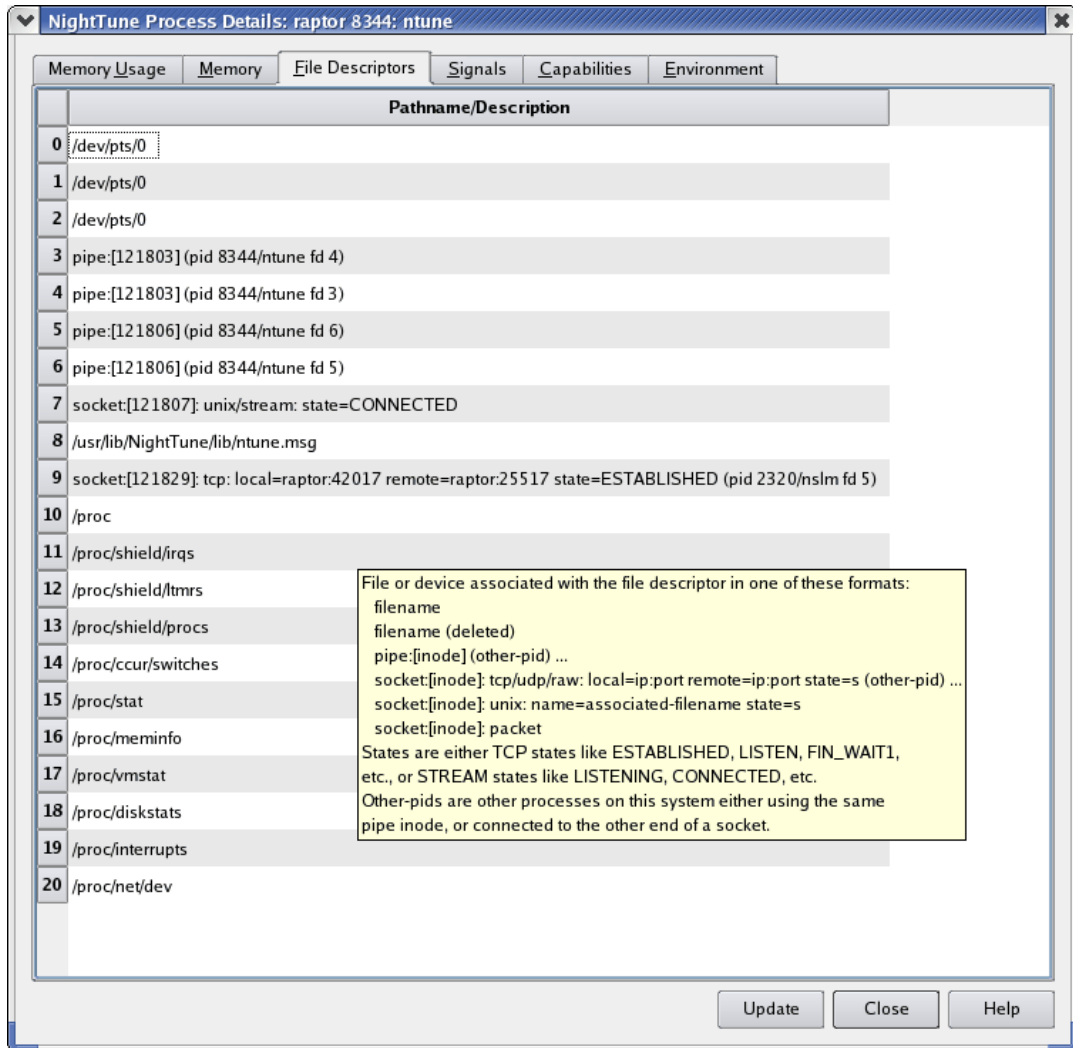 NightTune Process Details: raptor 8344: ntune
Memory Usage Memory File Descriptors Signals Capabilities Environment
Pathname/Description
0 /dev/pts/0
1 /dev/pts/0
2 /dev/pts/0
3 pipe:[121803] (pid 8344/ntune fd 4)
4 pipe:[121803] (pid 8344/ntune fd 3)
5 pipe:[121806] (pid 8344/ntune fd 6)
6 pipe:[121806] (pid 8344/ntune fd 5)
7 socket:[121807]: unix/stream: state=CONNECTED
8 /usr/lib/NightTune/lib/ntune.msg
9 socket:[121829]: tcp: local=raptor:42017 remote=raptor:25517 state=ESTABLISHED (pid 2320/nslm fd 5)
10 /proc
11 /proc/shield/irqs
12 /proc/shield/ltmrs
13 /proc/shield/procs
14 /proc/ccur/switches
15 /proc/stat
16 /proc/meminfo
17 /proc/vmstat
18 /proc/diskstats
19 /proc/interrupts
20 /proc/net/dev
File or device associated with the file descriptor in one of these formats:
filename
filename (deleted)
pipe:[inode] (other-pid) ...
socket:[inode]: tcp/udp/raw: local=ip:port remote=ip:port state=s (other-pid) ...
socket:[inode]: unix: name=associated-filename state=s
socket:[inode]: packet
States are either TCP states like ESTABLISHED, LISTEN, FIN_WAIT1,
etc., or STREAM states like LISTENING, CONNECTED, etc.
Other-pids are other processes on this system either using the same
pipe inode, or connected to the other end of a socket.
Update Close Help